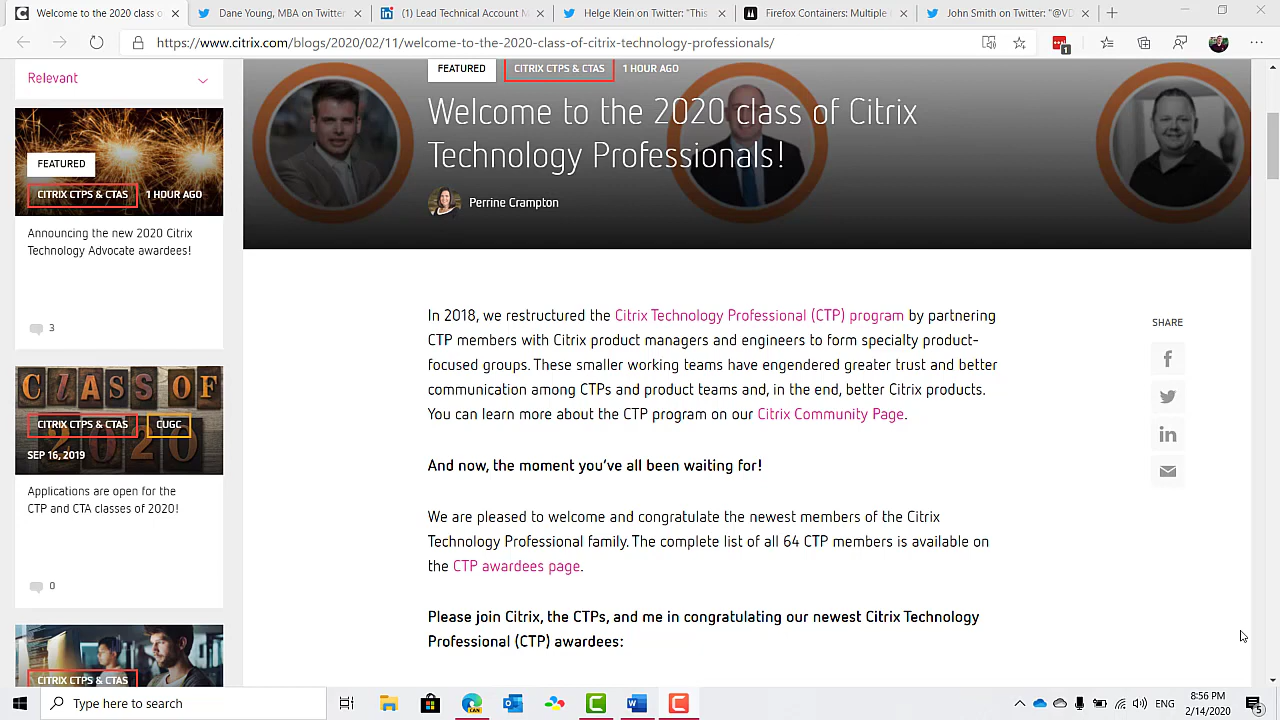 Welcome to the 2020 class o
Dane Young, MBA on Twitter
(1) Lead Technical Account M
Helge Klein on Twitter: "This
Firefox Containers: Multiple A
John Smith on Twitter: "@VD
https://www.citrix.com/blogs/2020/02/11/welcome-to-the-2020-class-of-citrix-technology-professionals/
1
Relevant
FEATURED
CITRIX CTPS & CTAS 1 HOUR AGO
Announcing the new 2020 Citrix
Technology Advocate awardees!
3
CLASS OF
2020
CITRIX CTPS & CTAS CUGC
SEP 16, 2019
Applications are open for the
CTP and CTA classes of 2020!
0
CITRIX CTPS & CTAS
FEATURED CITRIX CTPS & CTAS 1 HOUR AGO
Welcome to the 2020 class of Citrix
Technology Professionals!
Perrine Crampton
In 2018, we restructured the Citrix Technology Professional (CTP) program by partnering
CTP members with Citrix product managers and engineers to form specialty product-
focused groups. These smaller working teams have engendered greater trust and better
communication among CTPs and product teams and, in the end, better Citrix products.
You can learn more about the CTP program on our Citrix Community Page.
And now, the moment you've all been waiting for!
We are pleased to welcome and congratulate the newest members of the Citrix
Technology Professional family. The complete list of all 64 CTP members is available on
the CTP awardees page.
Please join Citrix, the CTPs, and me in congratulating our newest Citrix Technology
Professional (CTP) awardees:
SHARE
Type here to search
CAN
ENG
8:56 PM
2/14/2020
5